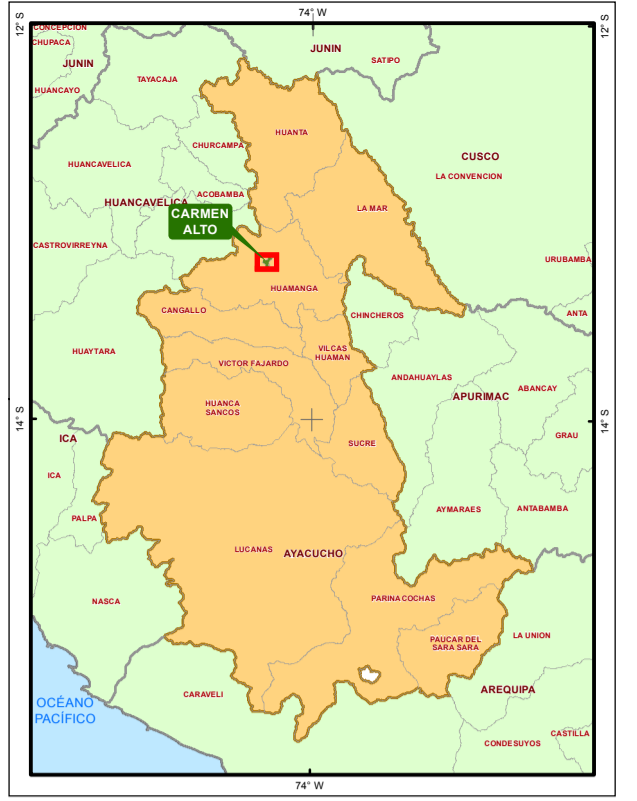 74° W
12° S
12° S
CONCEPCION
CHUPACA
JUNIN
JUNIN
SATIPO
TAYACAJA
HUANCAYO
HUANTA
CHURCAMPA
CUSCO
HUANCAVELICA
LA CONVENCION
ACOBAMBA
HUANCAVELICA
LA MAR
CARMEN
ALTO
CASTROVIRREYNA
URUBAMBA
HUAMANGA
CANGALLO
CHINCHEROS
ANTA
HUAYTARA
VILCAS
HUAMAN
VICTOR FAJARDO
ANDAHUAYLAS
ABANCAY
APURIMAC
HUANCA
SANCOS
14° S
14° S
ICA
SUCRE
GRAU
ICA
AYMARAES
ANTABAMBA
PALPA
LUCANAS
AYACUCHO
NASCA
PARINACOCHAS
LA UNION
PAUCAR DEL
SARA SARA
CARAVELI
AREQUIPA
OCÉANO
PACÍFICO
CONDESUYOS
CASTILLA
74° W